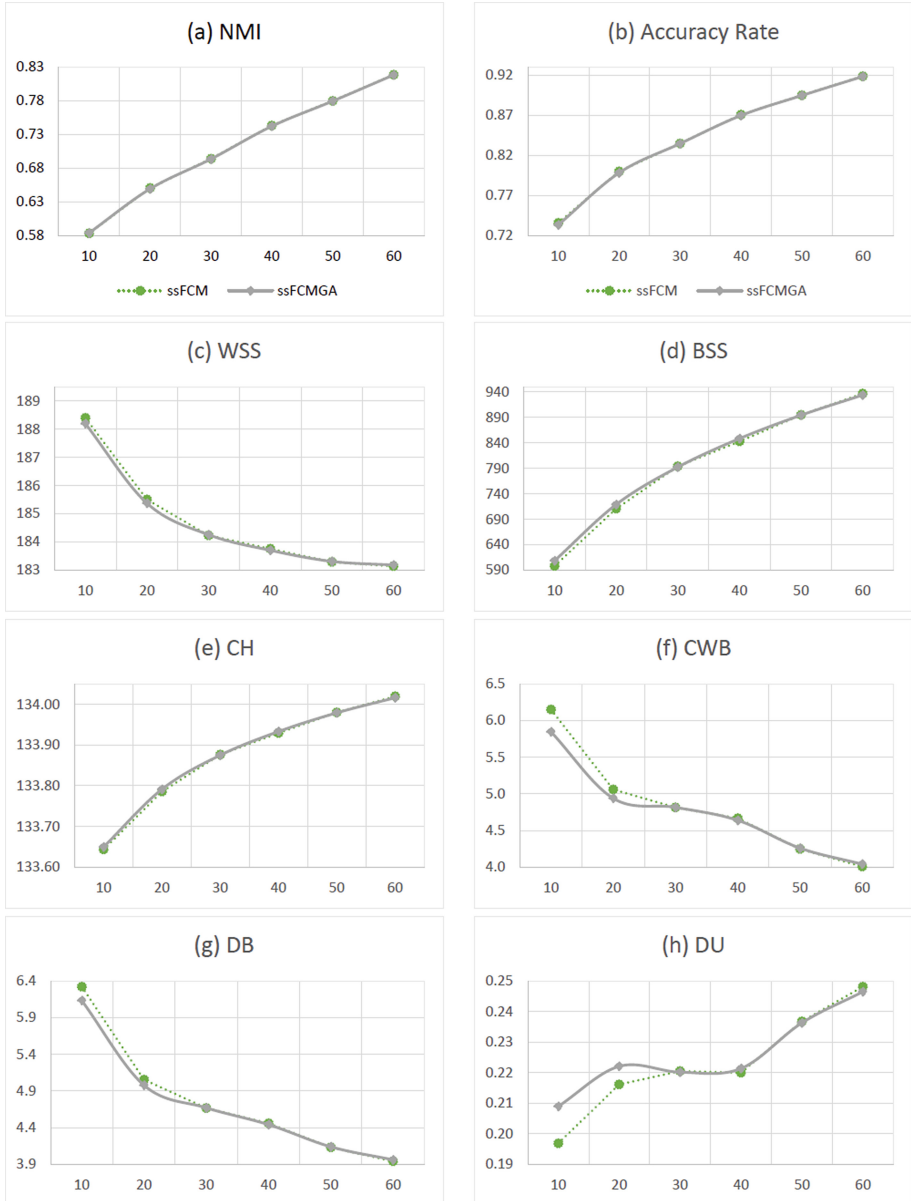 (a) NMI
0.83
0.78
0.73
0.68
0.63
0.58
10 20 30 40 50 60
ssFCM ssFCMGA
(b) Accuracy Rate
0.92
0.87
0.82
0.77
0.72
10 20 30 40 50 60
ssFCM ssFCMGA
(c) WSS
189
188
187
186
185
184
183
10 20 30 40 50 60
(d) BSS
940
890
840
790
740
690
640
590
10 20 30 40 50 60
(e) CH
134.00
133.90
133.80
133.70
133.60
10 20 30 40 50 60
(f) CWB
6.5
6.0
5.5
5.0
4.5
4.0
10 20 30 40 50 60
(g) DB
6.4
5.9
5.4
4.9
4.4
3.9
10 20 30 40 50 60
(h) DU
0.25
0.24
0.23
0.22
0.21
0.20
0.19
10 20 30 40 50 60